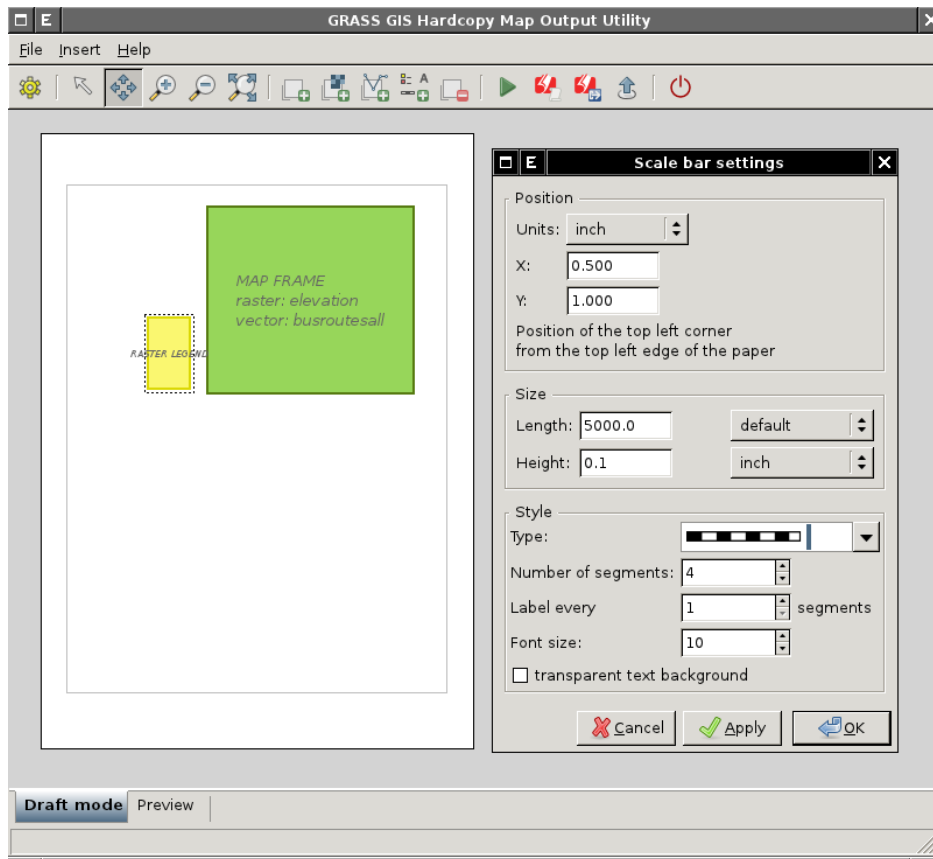 E GRASS GIS Hardcopy Map Output Utility
File Insert Help
MAP FRAME
raster: elevation
vector: busroutesall
RASTER LEGEND
E Scale bar settings
Position
Units: inch
X: 0.500
Y: 1.000
Position of the top left corner
from the top left edge of the paper
Size
Length: 5000.0 default
Height: 0.1 inch
Style
Type:
Number of segments: 4
Label every 1 segments
Font size: 10
transparent text background
Cancel Apply OK
Draft mode Preview